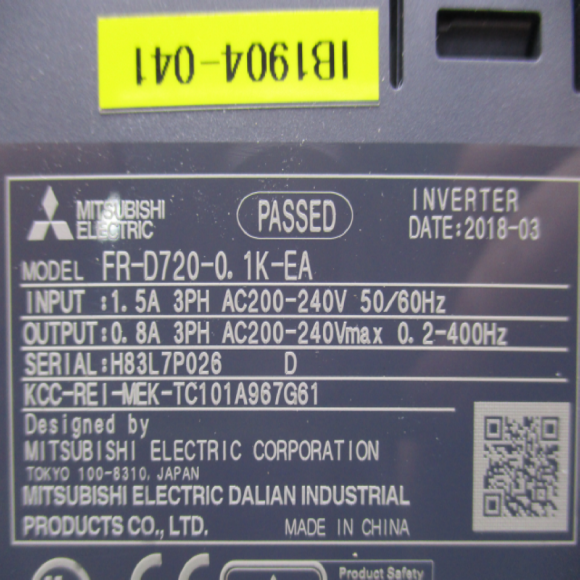 IB1904-041
MITSUBISHI
ELECTRIC
PASSED
INVERTER
DATE:2018-03
MODEL FR-D720-0.1K-EA
INPUT :1.5A 3PH AC200-240V 50/60Hz
OUTPUT:0.8A 3PH AC200-240Vmax 0.2-400Hz
SERIAL:H83L7P026 D
KCC-REI-MEK-TC101A967G61
Designed by
MITSUBISHI ELECTRIC CORPORATION
TOKYO 100-8310, JAPAN
MITSUBISHI ELECTRIC DALIAN INDUSTRIAL
PRODUCTS CO., LTD. MADE IN CHINA
Product Safety